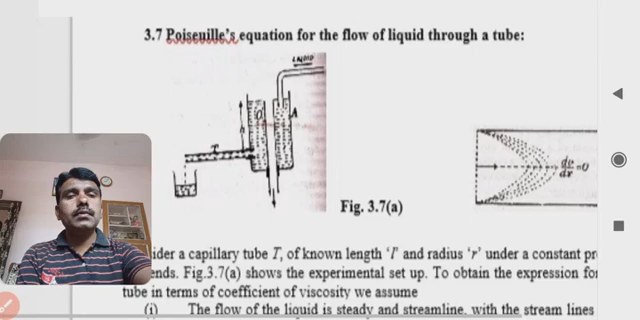 3.7 Poiseuille's equation for the flow of liquid through a tube:
LIQUID
A
T
dv/dr =0
Fig. 3.7(a)
ider a capillary tube T, of known length 'l' and radius 'r' under a constant pr
ends. Fig.3.7(a) shows the experimental set up. To obtain the expression for
tube in terms of coefficient of viscosity we assume
(i) The flow of the liquid is steady and streamline, with the stream lines